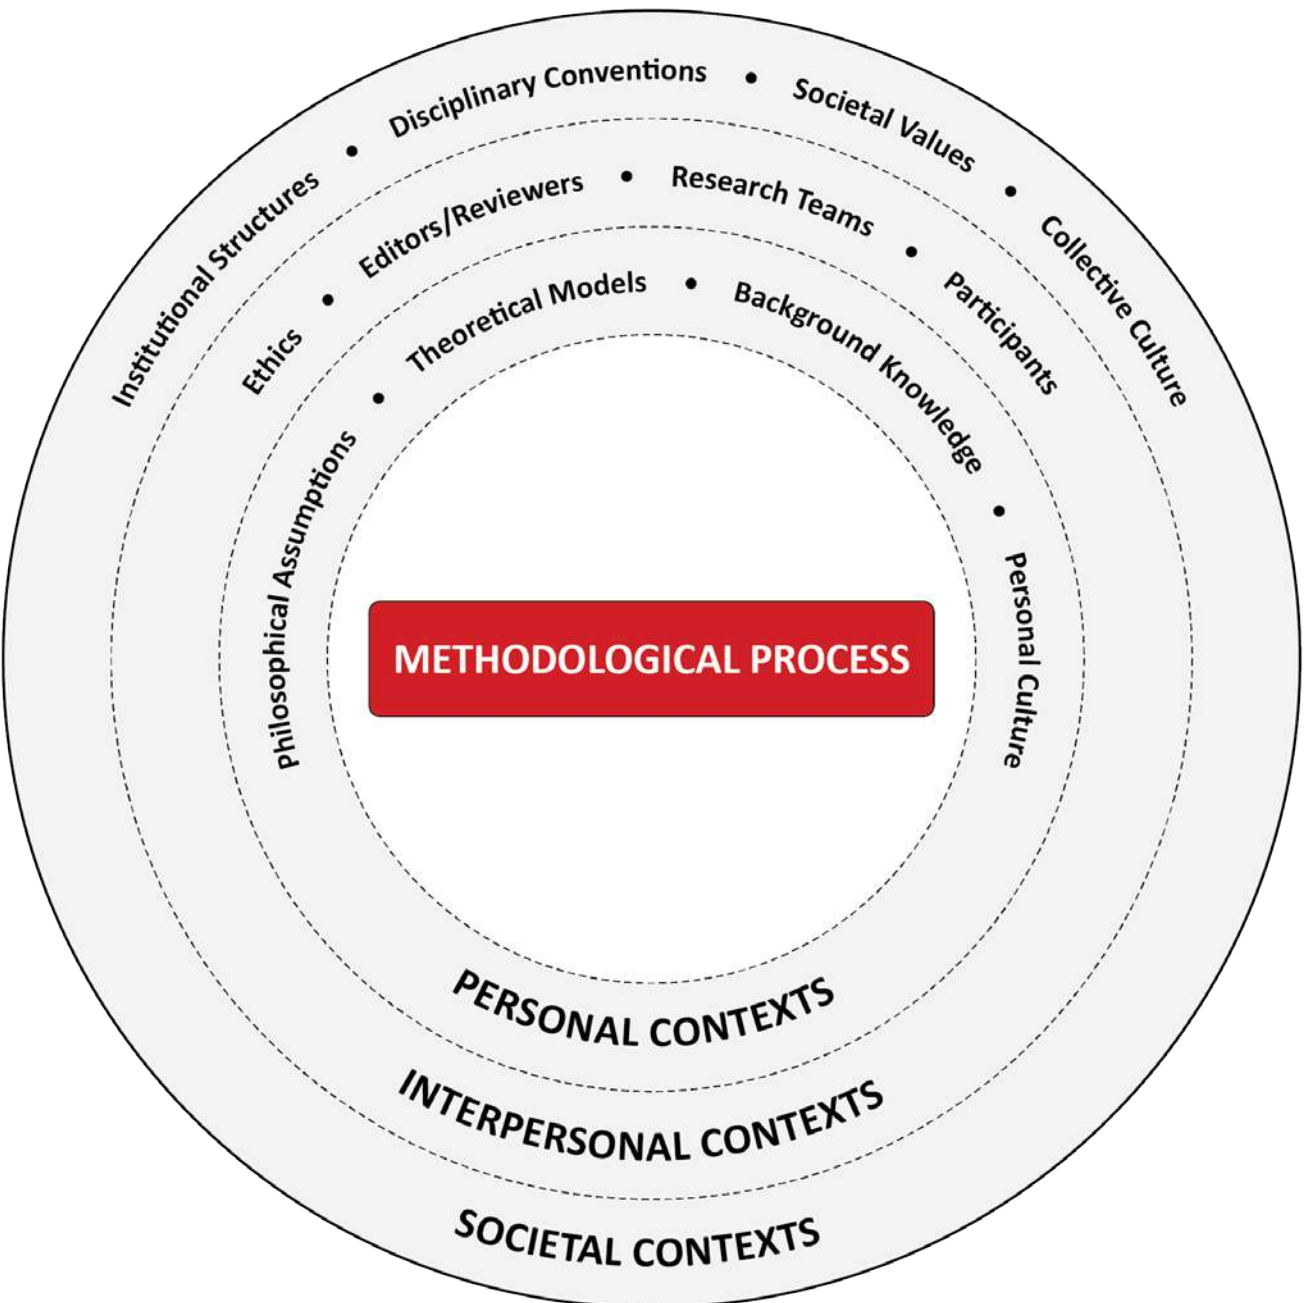 Institutional Structures • Disciplinary Conventions • Societal Values • Collective Culture
Ethics • Editors/Reviewers • Research Teams • Participants
Philosophical Assumptions • Theoretical Models • Background Knowledge • Personal Culture
METHODOLOGICAL PROCESS
PERSONAL CONTEXTS
INTERPERSONAL CONTEXTS
SOCIETAL CONTEXTS